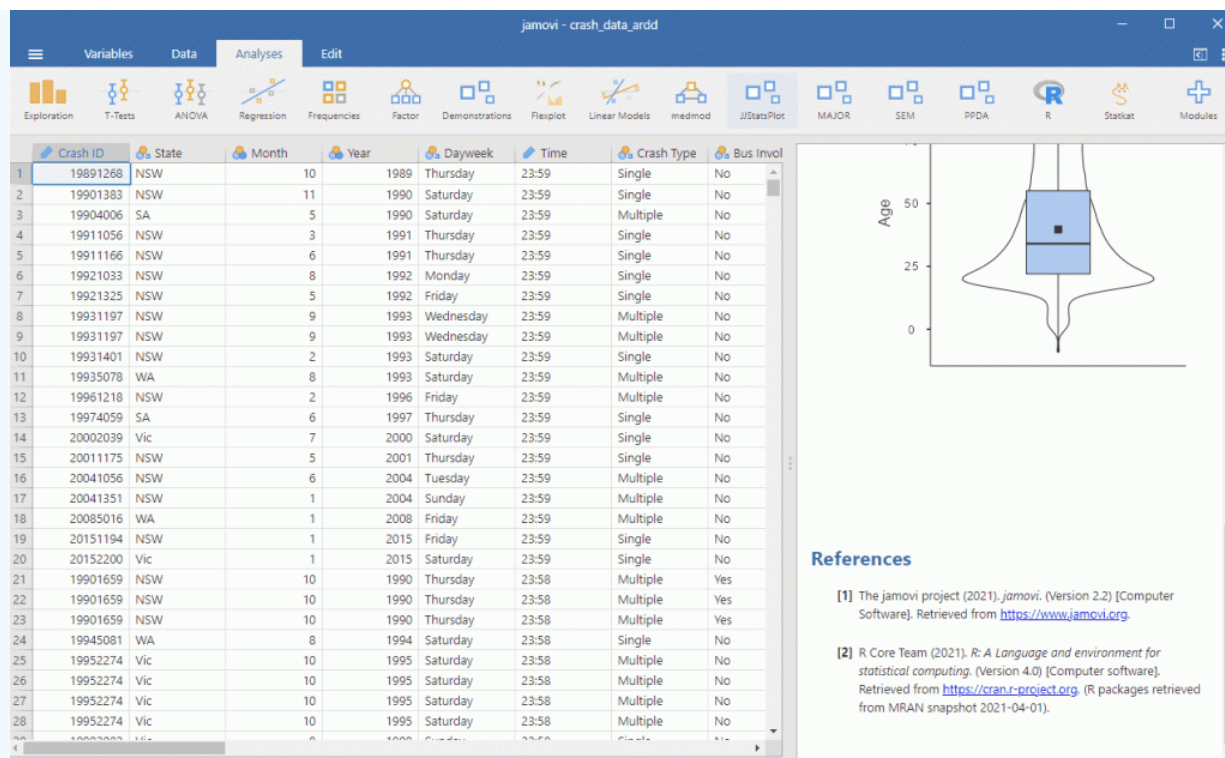 jamovi - crash_data_ardd
Variables Data Analyses Edit
Exploration T-Tests ANOVA Regression Frequencies Factor Demonstrations Flexplot Linear Models medmod JJStatsPlot MAJOR SEM PPDA R Statkat Modules
Crash ID State Month Year Dayweek Time Crash Type Bus Invol
1 19891268 NSW 10 1989 Thursday 23:59 Single No
2 19901383 NSW 11 1990 Saturday 23:59 Single No
3 19904006 SA 5 1990 Saturday 23:59 Multiple No
4 19911056 NSW 3 1991 Thursday 23:59 Single No
5 19911166 NSW 6 1991 Thursday 23:59 Single No
6 19921033 NSW 8 1992 Monday 23:59 Single No
7 19921325 NSW 5 1992 Friday 23:59 Single No
8 19931197 NSW 9 1993 Wednesday 23:59 Multiple No
9 19931197 NSW 9 1993 Wednesday 23:59 Multiple No
10 19931401 NSW 2 1993 Saturday 23:59 Single No
11 19935078 WA 8 1993 Saturday 23:59 Multiple No
12 19961218 NSW 2 1996 Friday 23:59 Multiple No
13 19974059 SA 6 1997 Thursday 23:59 Single No
14 20002039 Vic 7 2000 Saturday 23:59 Single No
15 20011175 NSW 5 2001 Thursday 23:59 Single No
16 20041056 NSW 6 2004 Tuesday 23:59 Multiple No
17 20041351 NSW 1 2004 Sunday 23:59 Multiple No
18 20085016 WA 1 2008 Friday 23:59 Multiple No
19 20151194 NSW 1 2015 Friday 23:59 Single No
20 20152200 Vic 1 2015 Saturday 23:59 Single No
21 19901659 NSW 10 1990 Thursday 23:58 Multiple Yes
22 19901659 NSW 10 1990 Thursday 23:58 Multiple Yes
23 19901659 NSW 10 1990 Thursday 23:58 Multiple Yes
24 19945081 WA 8 1994 Saturday 23:58 Single No
25 19952274 Vic 10 1995 Saturday 23:58 Multiple No
26 19952274 Vic 10 1995 Saturday 23:58 Multiple No
27 19952274 Vic 10 1995 Saturday 23:58 Multiple No
28 19952274 Vic 10 1995 Saturday 23:58 Multiple No
Age
50
25
0
References
[1] The jamovi project (2021). jamovi. (Version 2.2) [Computer
Software]. Retrieved from https://www.jamovi.org.
[2] R Core Team (2021). R: A Language and environment for
statistical computing. (Version 4.0) [Computer software].
Retrieved from https://cran.r-project.org. (R packages retrieved
from MRAN snapshot 2021-04-01).